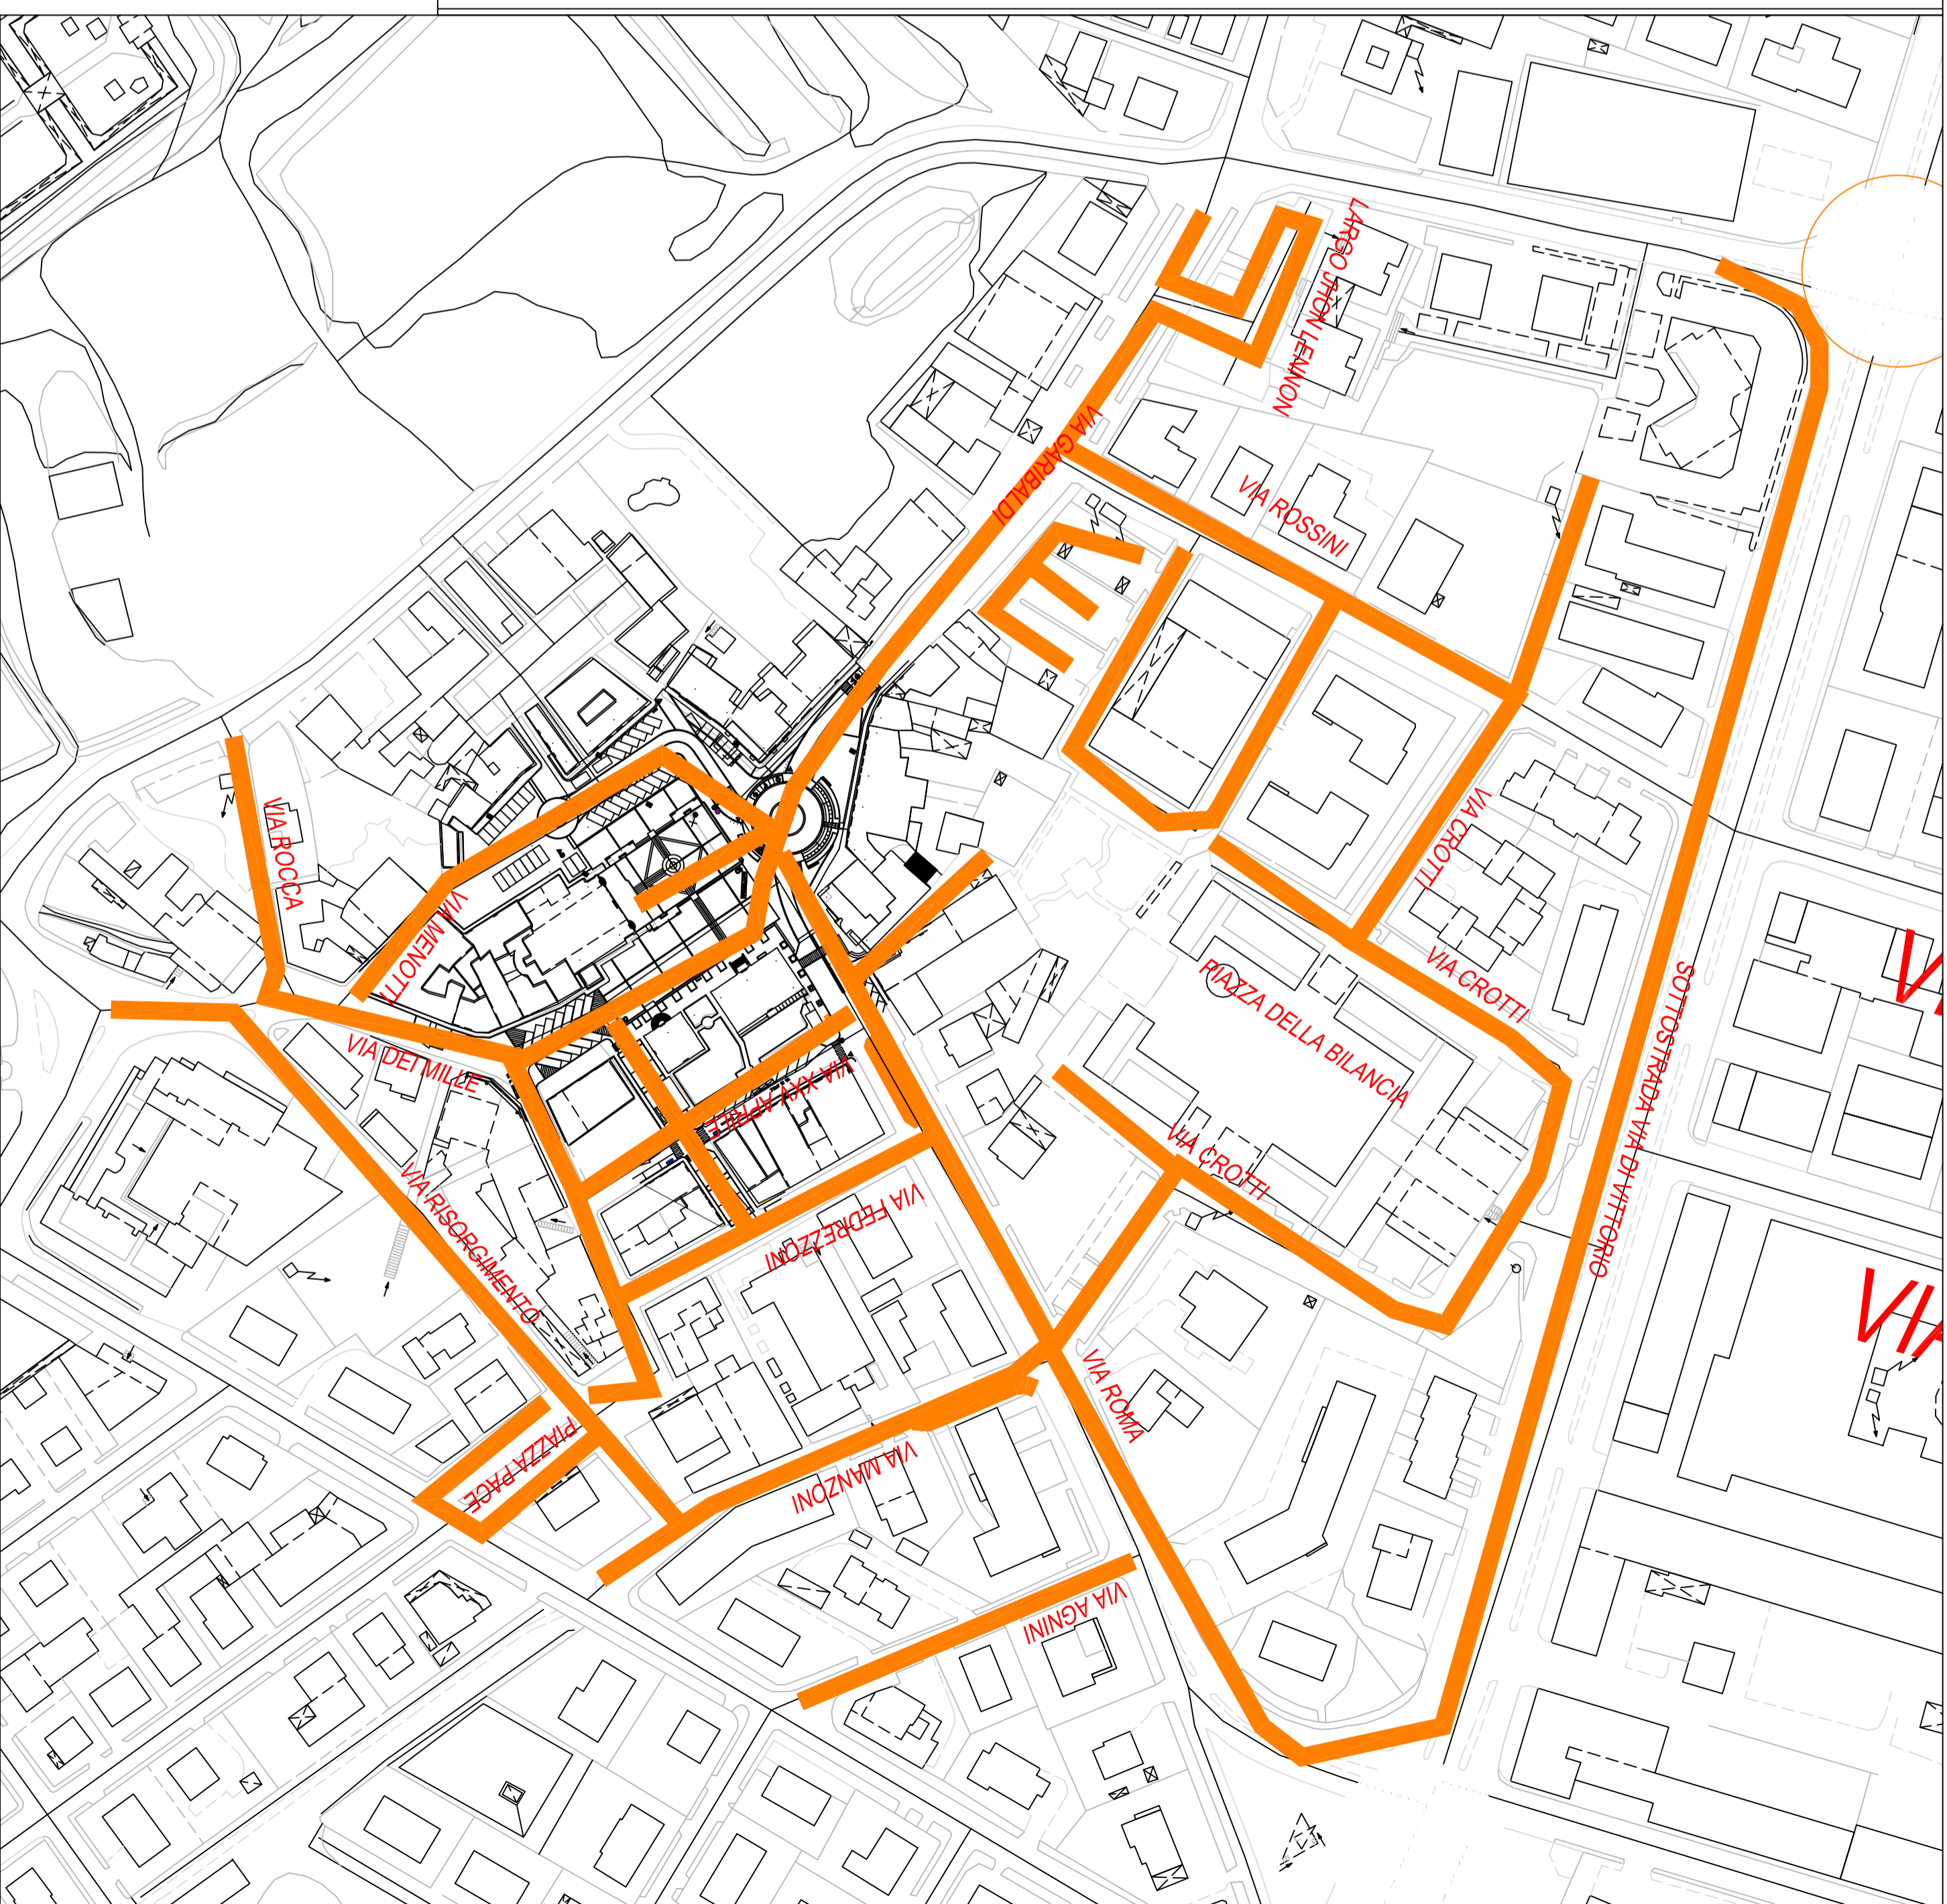 LARGO JHON LENNON
VIA GARIBALDI
VIA ROSSINI
VIA ROCCA
VIA MENOTTI
VIA CROTTI
VIA CROTTI
PIAZZA DELLA BILANCIA
SOTTOSTRADA VIA DI VITTORIO
VIA DEI MILLE
VIA XXV APRILE
VIA CROTTI
VIA RISORGIMENTO
VIA FEDREZZONI
VIA ROMA
PIAZZA PACE
VIA MANZONI
VIA AGNINI
VIA